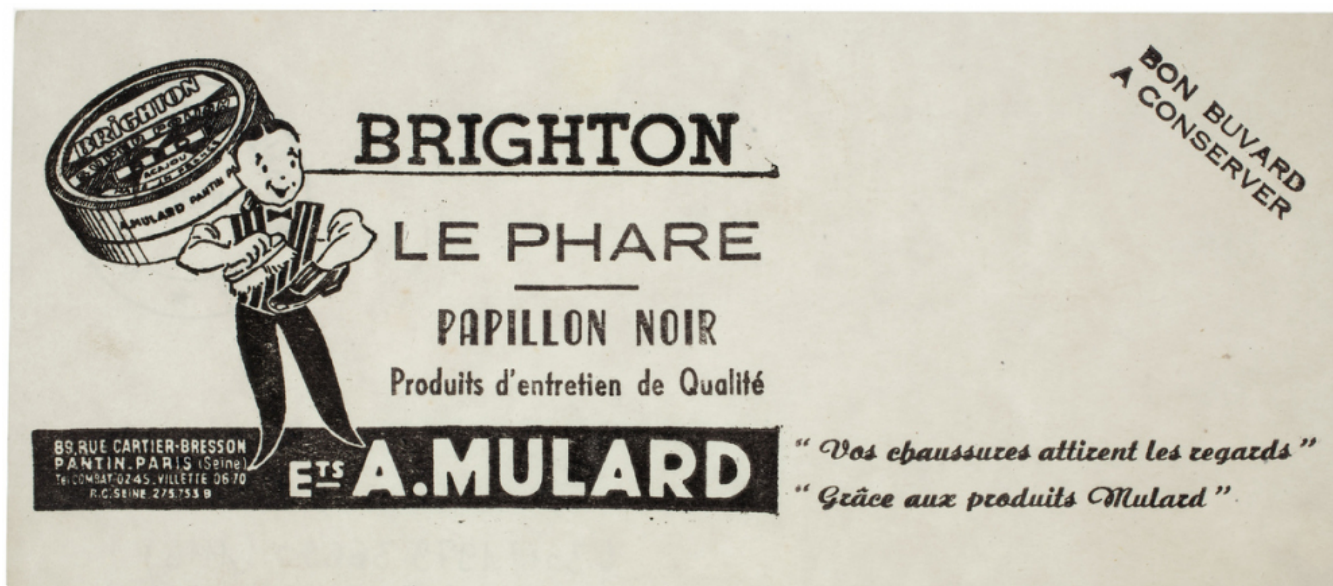 BRIGHTON
ACAJOU
A.MULARD PANTIN
BRIGHTON
LE PHARE
PAPILLON NOIR
Produits d'entretien de Qualité
89, RUE CARTIER-BRESSON
PANTIN-PARIS (Seine)
Tel. COMBAT 02-45. VILLETTE 06-70
R.C. SEINE 275.753 B
ETS A.MULARD
BON BUVARD
A CONSERVER
“ Vos chaussures attirent les regards ”
“ Grâce aux produits Mulard ”